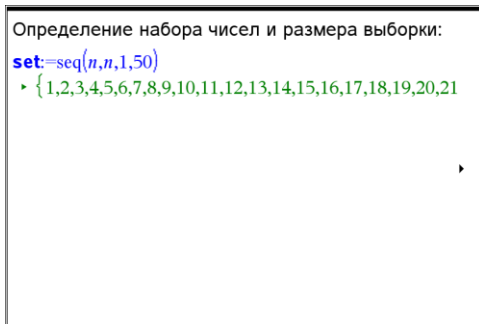 Определение набора чисел и размера выборки:
set:=seq(n,n,1,50)
▸ {1,2,3,4,5,6,7,8,9,10,11,12,13,14,15,16,17,18,19,20,21